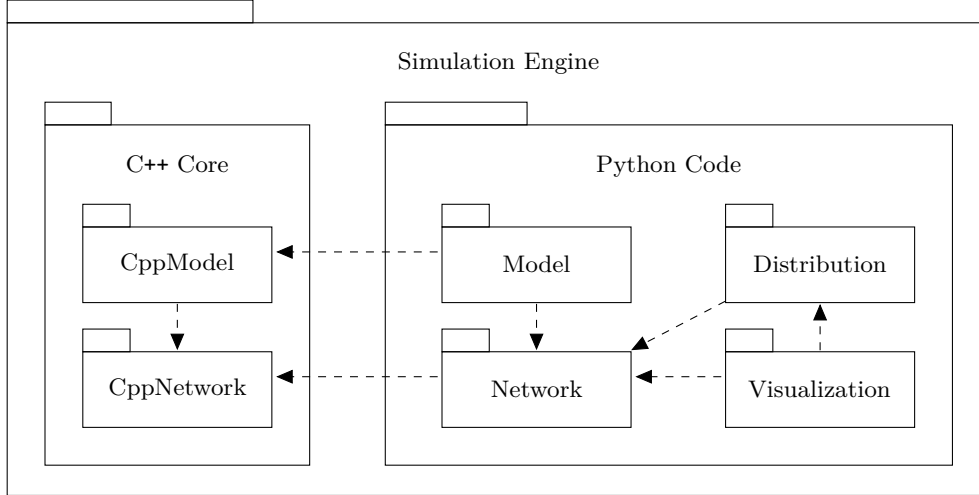 Simulation Engine
C++ Core
Python Code
CppModel
Model
Distribution
CppNetwork
Network
Visualization